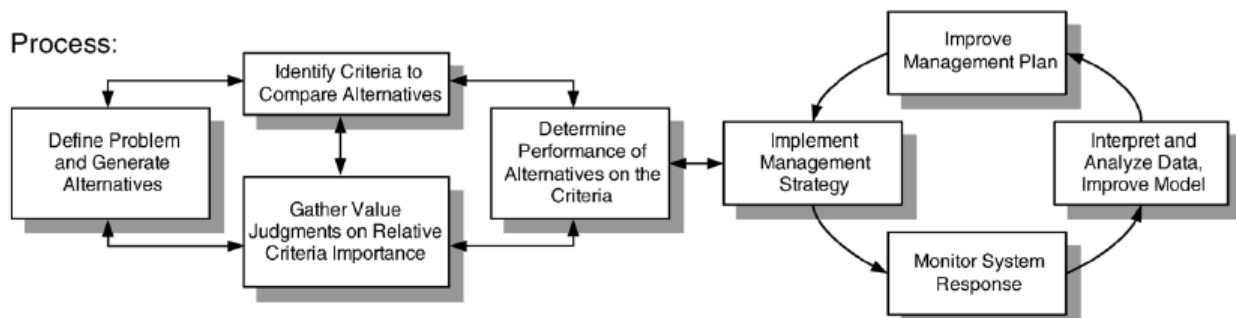 Process:
Identify Criteria to
Compare Alternatives
Define Problem
and Generate
Alternatives
Gather Value
Judgments on Relative
Criteria Importance
Determine
Performance of
Alternatives on the
Criteria
Improve
Management Plan
Implement
Management
Strategy
Interpret and
Analyze Data,
Improve Model
Monitor System
Response